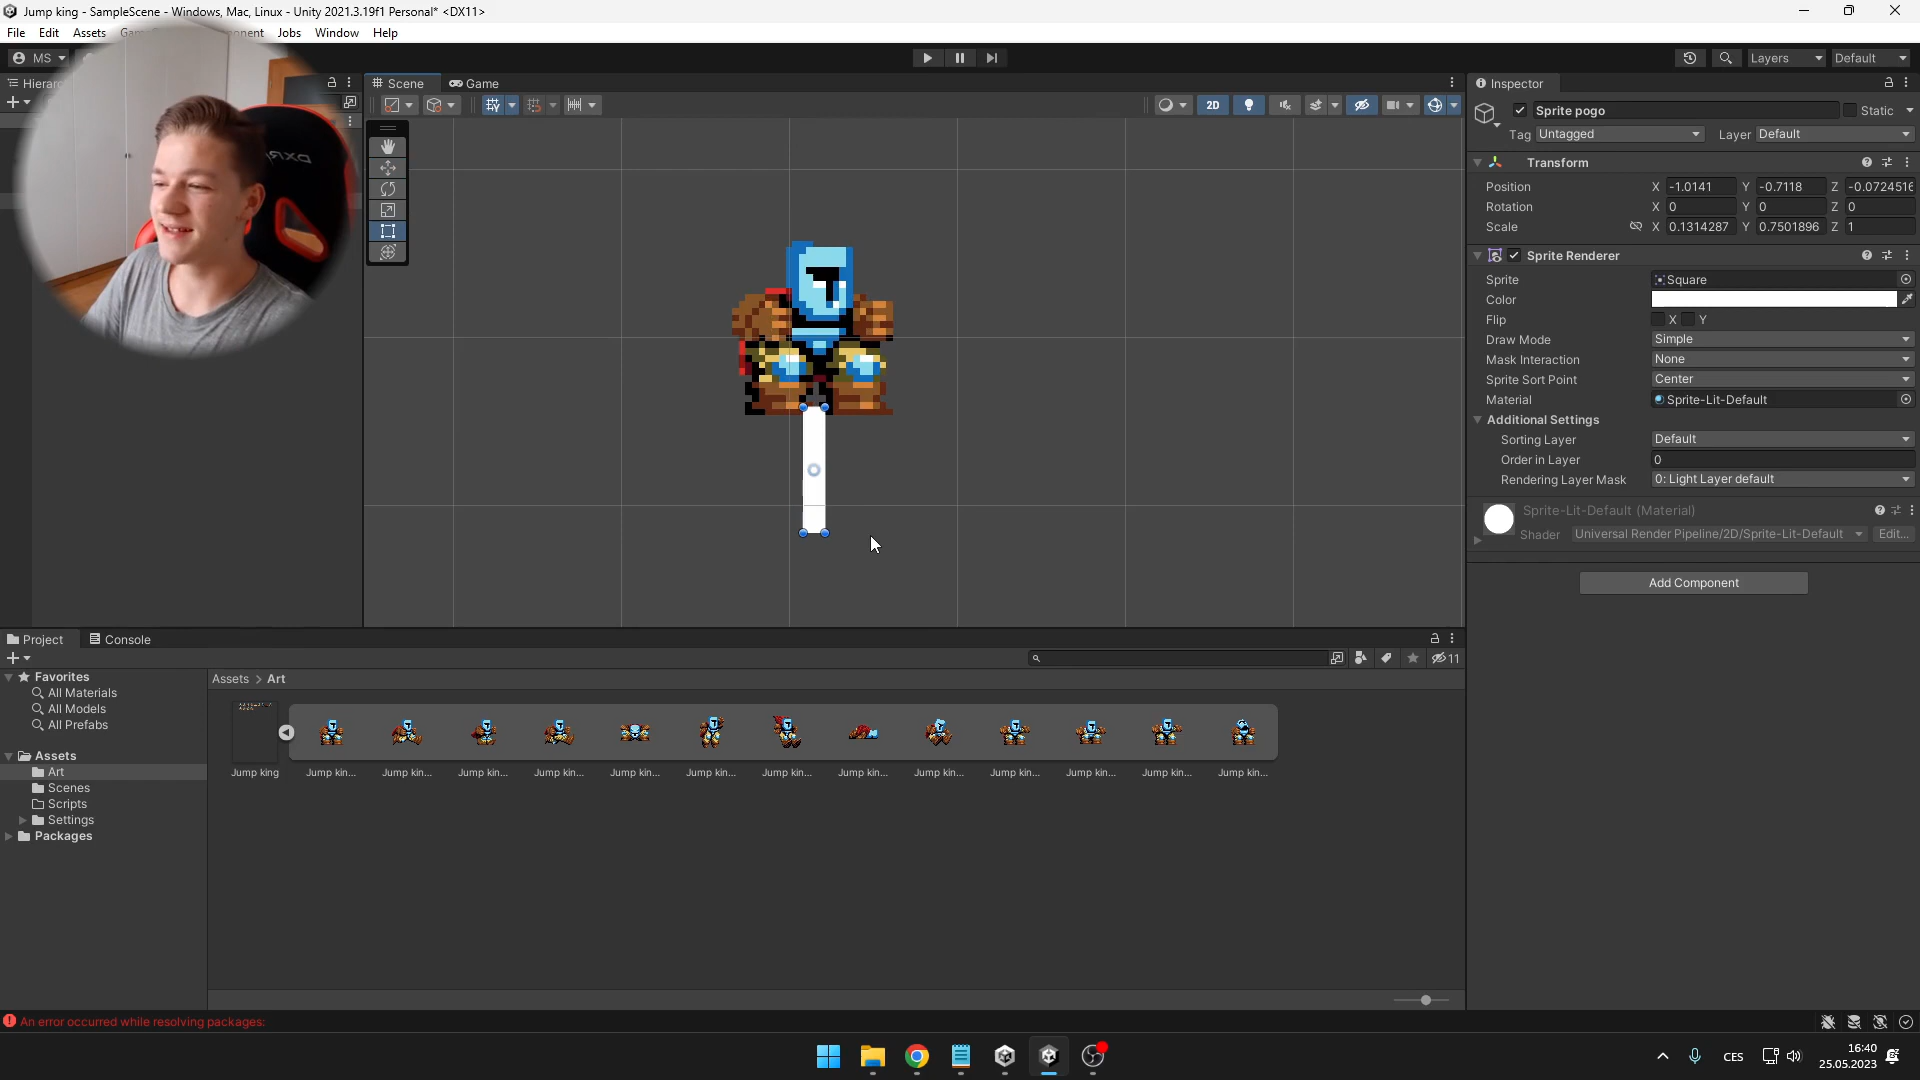 Jump king - SampleScene - Windows, Mac, Linux - Unity 2021.3.19f1 Personal* <DX11>
File Edit Assets Jobs Window Help
MS
Layers Default
Hierar
Scene Game
Inspector
2D
Sprite pogo Static
Tag Untagged Layer Default
Transform
Position X -1.0141 Y -0.7118 Z -0.0724516
Rotation X 0 Y 0 Z 0
Scale X 0.1314287 Y 0.7501896 Z 1
Sprite Renderer
Sprite Square
Color
Flip X Y
Draw Mode Simple
Mask Interaction None
Sprite Sort Point Center
Material Sprite-Lit-Default
Additional Settings
Sorting Layer Default
Order in Layer 0
Rendering Layer Mask 0: Light Layer default
Sprite-Lit-Default (Material)
Shader Universal Render Pipeline/2D/Sprite-Lit-Default Edit...
Add Component
Project Console
11
Favorites
All Materials
All Models
All Prefabs
Assets
Art
Scenes
Scripts
Settings
Packages
Assets > Art
Jump king Jump kin... Jump kin... Jump kin... Jump kin... Jump kin... Jump kin... Jump kin... Jump kin... Jump kin... Jump kin... Jump kin... Jump kin... Jump kin...
An error occurred while resolving packages:
CES
16:40
25.05.2023